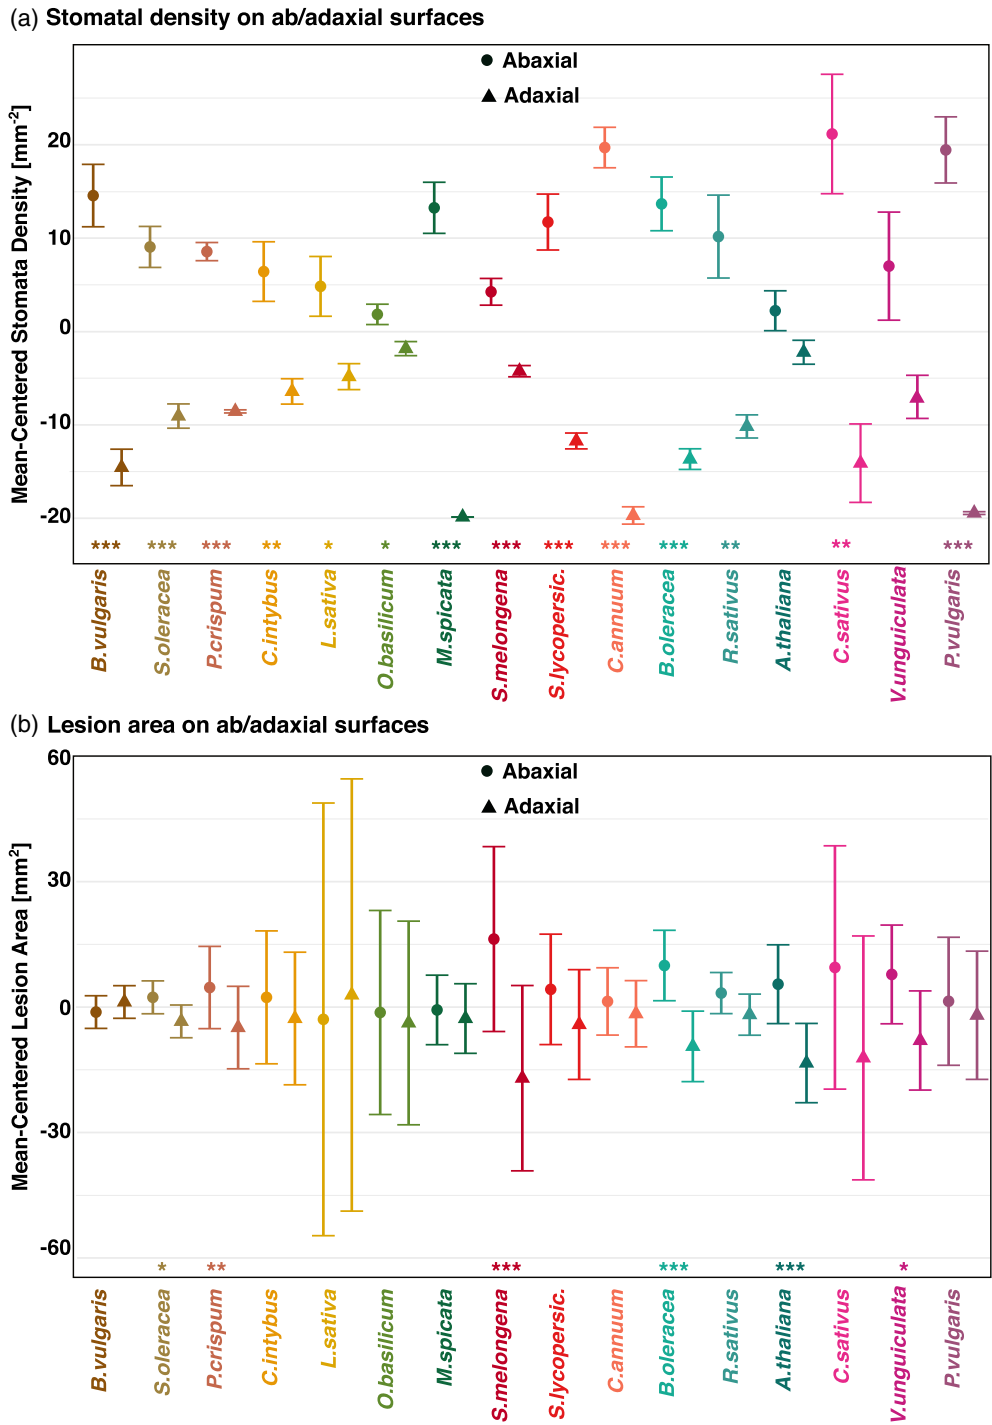 (a) Stomatal density on ab/adaxial surfaces
Abaxial
Adaxial
Mean-Centered Stomata Density [mm-2]
20
10
0
-10
-20
*** *** *** ** * * *** *** *** *** *** ** ** ***
B.vulgaris
S.oleracea
P.crispum
C.intybus
L.sativa
O.basilicum
M.spicata
S.melongena
S.lycopersic.
C.annuum
B.oleracea
R.sativus
A.thaliana
C.sativus
V.unguiculata
P.vulgaris
(b) Lesion area on ab/adaxial surfaces
Abaxial
Adaxial
Mean-Centered Lesion Area [mm2]
60
30
0
-30
-60
* ** *** *** *** *
B.vulgaris
S.oleracea
P.crispum
C.intybus
L.sativa
O.basilicum
M.spicata
S.melongena
S.lycopersic.
C.annuum
B.oleracea
R.sativus
A.thaliana
C.sativus
V.unguiculata
P.vulgaris